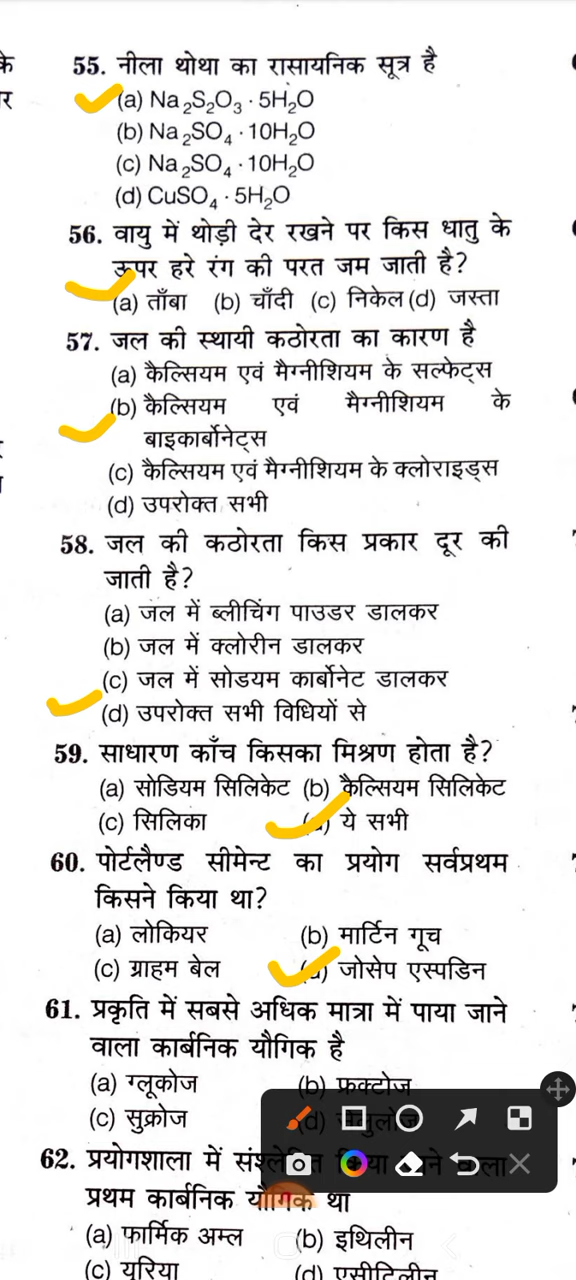 के
र
55. नीला थोथा का रासायनिक सूत्र है
(a) Na₂S₂O₃ · 5H₂O
(b) Na₂SO₄ · 10H₂O
(c) Na₂SO₄ · 10H₂O
(d) CuSO₄ · 5H₂O
56. वायु में थोड़ी देर रखने पर किस धातु के
ऊपर हरे रंग की परत जम जाती है?
(a) ताँबा (b) चाँदी (c) निकेल (d) जस्ता
57. जल की स्थायी कठोरता का कारण है
(a) कैल्सियम एवं मैग्नीशियम के सल्फेट्स
(b) कैल्सियम एवं मैग्नीशियम के
बाइकार्बोनेट्स
(c) कैल्सियम एवं मैग्नीशियम के क्लोराइड्स
(d) उपरोक्त सभी
58. जल की कठोरता किस प्रकार दूर की
जाती है?
(a) जल में ब्लीचिंग पाउडर डालकर
(b) जल में क्लोरीन डालकर
(c) जल में सोडयम कार्बोनेट डालकर
(d) उपरोक्त सभी विधियों से
59. साधारण काँच किसका मिश्रण होता है?
(a) सोडियम सिलिकेट (b) कैल्सियम सिलिकेट
(c) सिलिका (d) ये सभी
60. पोर्टलैण्ड सीमेन्ट का प्रयोग सर्वप्रथम
किसने किया था?
(a) लोकियर (b) मार्टिन गूच
(c) ग्राहम बेल (d) जोसेप एस्पडिन
61. प्रकृति में सबसे अधिक मात्रा में पाया जाने
वाला कार्बनिक यौगिक है
(a) ग्लूकोज (b) फ्रक्टोज
(c) सुक्रोज (d)
62. प्रयोगशाला में
प्रथम कार्बनिक यौगिक था
(a) फार्मिक अम्ल (b) इथिलीन
(c) यूरिया (d) एसीटिलीन